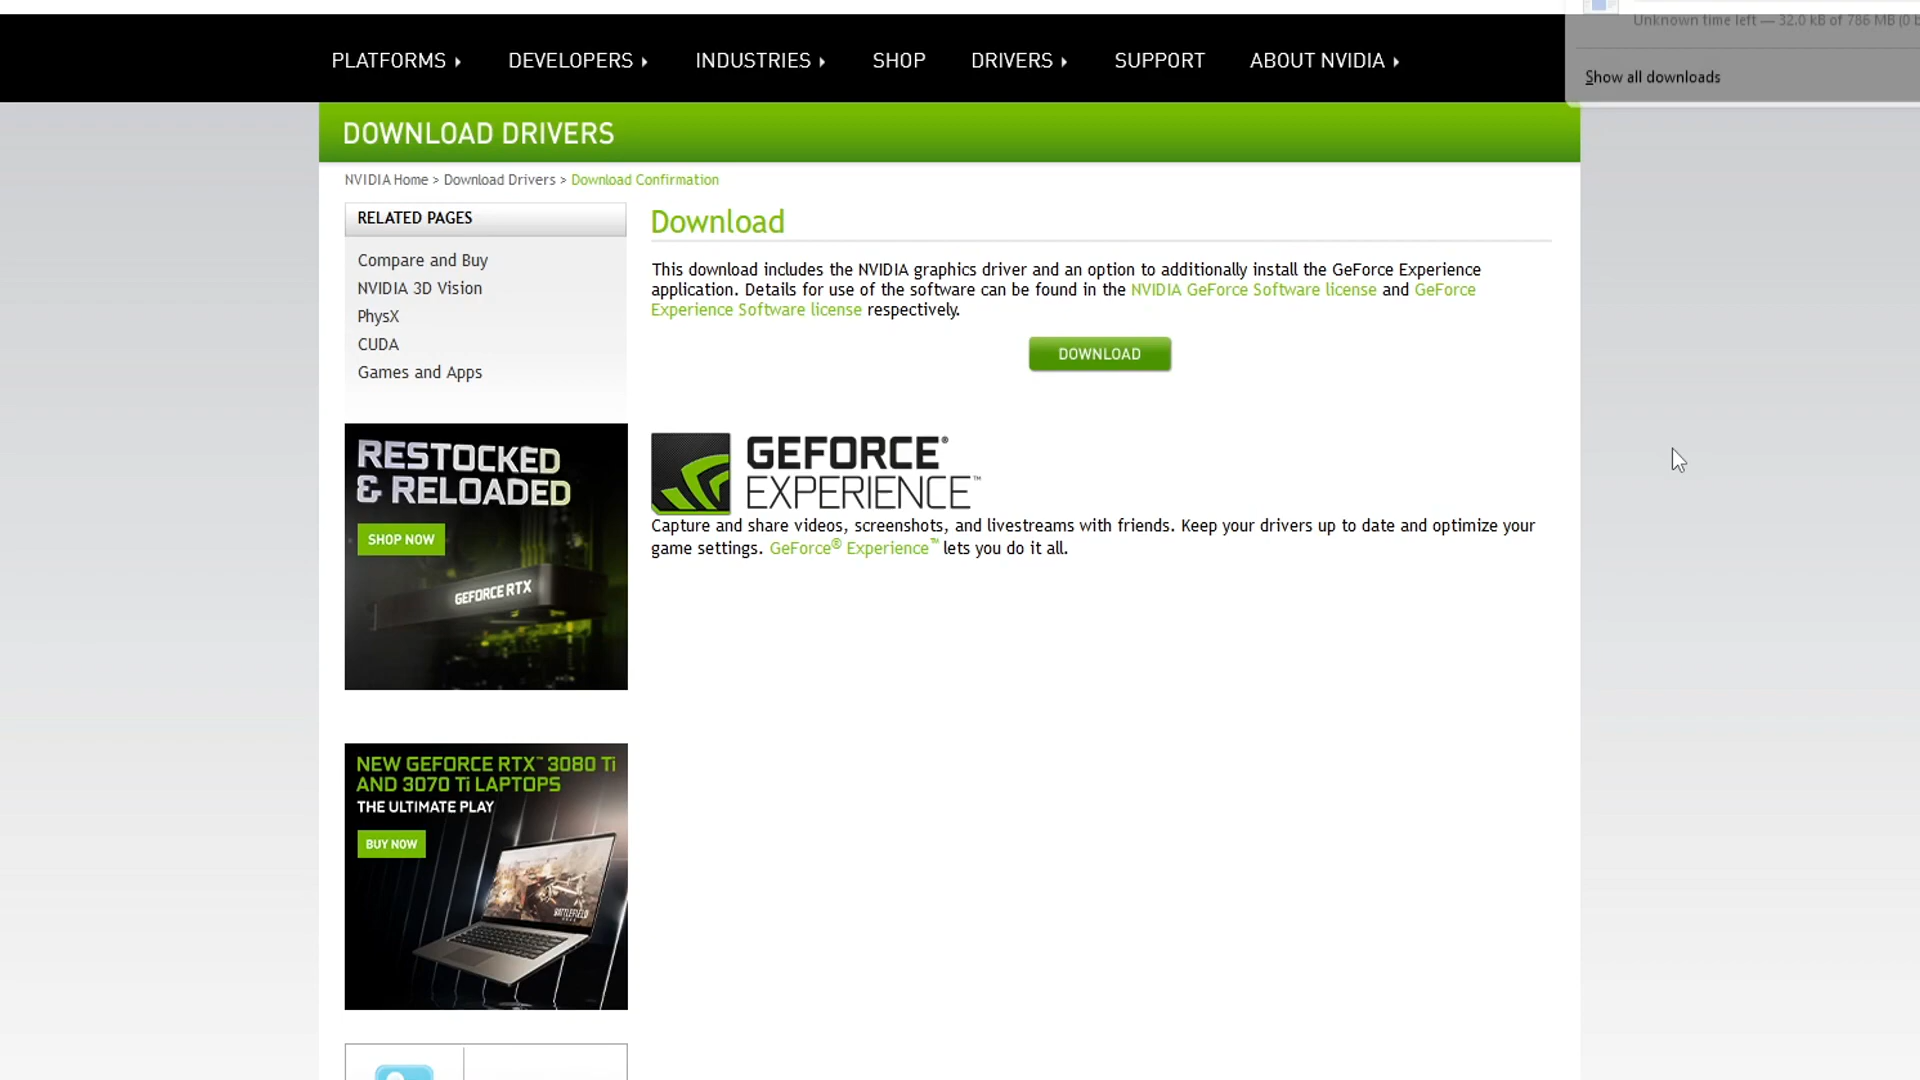 Unknown time left — 32.0 kB of 786 MB (0 b
Show all downloads
PLATFORMS DEVELOPERS INDUSTRIES SHOP DRIVERS SUPPORT ABOUT NVIDIA
DOWNLOAD DRIVERS
NVIDIA Home > Download Drivers > Download Confirmation
RELATED PAGES
Compare and Buy
NVIDIA 3D Vision
PhysX
CUDA
Games and Apps
Download
This download includes the NVIDIA graphics driver and an option to additionally install the GeForce Experience
application. Details for use of the software can be found in the NVIDIA GeForce Software license and GeForce
Experience Software license respectively.
DOWNLOAD
GEFORCE®
EXPERIENCE™
Capture and share videos, screenshots, and livestreams with friends. Keep your drivers up to date and optimize your
game settings. GeForce® Experience™ lets you do it all.
RESTOCKED
& RELOADED
SHOP NOW
GEFORCE RTX
NEW GEFORCE RTX™ 3080 Ti
AND 3070 Ti LAPTOPS
THE ULTIMATE PLAY
BUY NOW
BATTLEFIELD